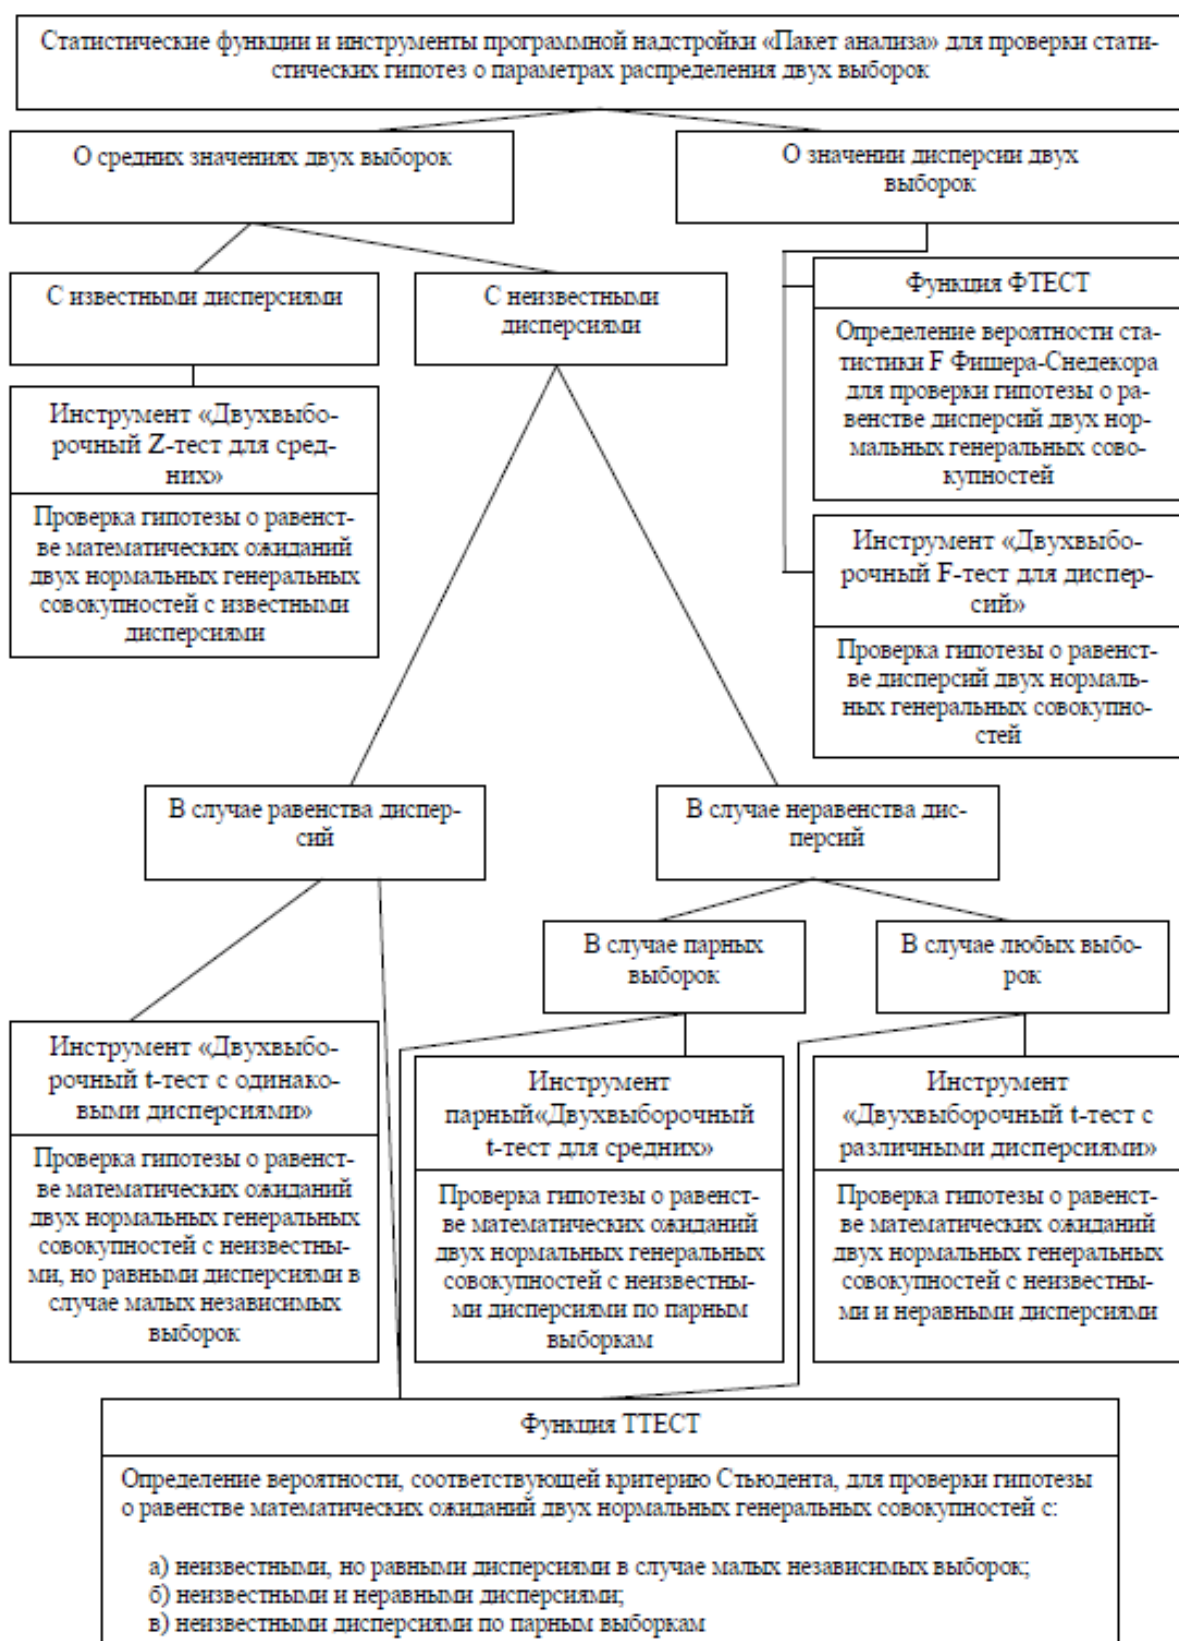 Статистические функции и инструменты программной надстройки «Пакет анализа» для проверки стати-
стических гипотез о параметрах распределения двух выборок
О средних значениях двух выборок
О значении дисперсии двух
выборок
С известными дисперсиями
С неизвестными
дисперсиями
Функция ФТЕСТ
Определение вероятности ста-
тистики F Фишера-Снедекора
для проверки гипотезы о ра-
венстве дисперсий двух нор-
мальных генеральных сово-
купностей
Инструмент «Двухвыбо-
рочный Z-тест для сред-
них»
Проверка гипотезы о равенст-
ве математических ожиданий
двух нормальных генеральных
совокупностей с известными
дисперсиями
Инструмент «Двухвыбо-
рочный F-тест для диспер-
сий»
Проверка гипотезы о равенст-
ве дисперсий двух нормаль-
ных генеральных совокупно-
стей
В случае равенства диспер-
сий
В случае неравенства дис-
персий
В случае парных
выборок
В случае любых выбо-
рок
Инструмент «Двухвыбо-
рочный t-тест с одинако-
выми дисперсиями»
Проверка гипотезы о равенст-
ве математических ожиданий
двух нормальных генеральных
совокупностей с неизвестны-
ми, но равными дисперсиями в
случае малых независимых
выборок
Инструмент
парный«Двухвыборочный
t-тест для средних»
Проверка гипотезы о равенст-
ве математических ожиданий
двух нормальных генеральных
совокупностей с неизвестны-
ми дисперсиями по парным
выборкам
Инструмент
«Двухвыборочный t-тест с
различными дисперсиями»
Проверка гипотезы о равенст-
ве математических ожиданий
двух нормальных генеральных
совокупностей с неизвестны-
ми и неравными дисперсиями
Функция ТТЕСТ
Определение вероятности, соответствующей критерию Стьюдента, для проверки гипотезы
о равенстве математических ожиданий двух нормальных генеральных совокупностей с:
а) неизвестными, но равными дисперсиями в случае малых независимых выборок;
б) неизвестными и неравными дисперсиями;
в) неизвестными дисперсиями по парным выборкам